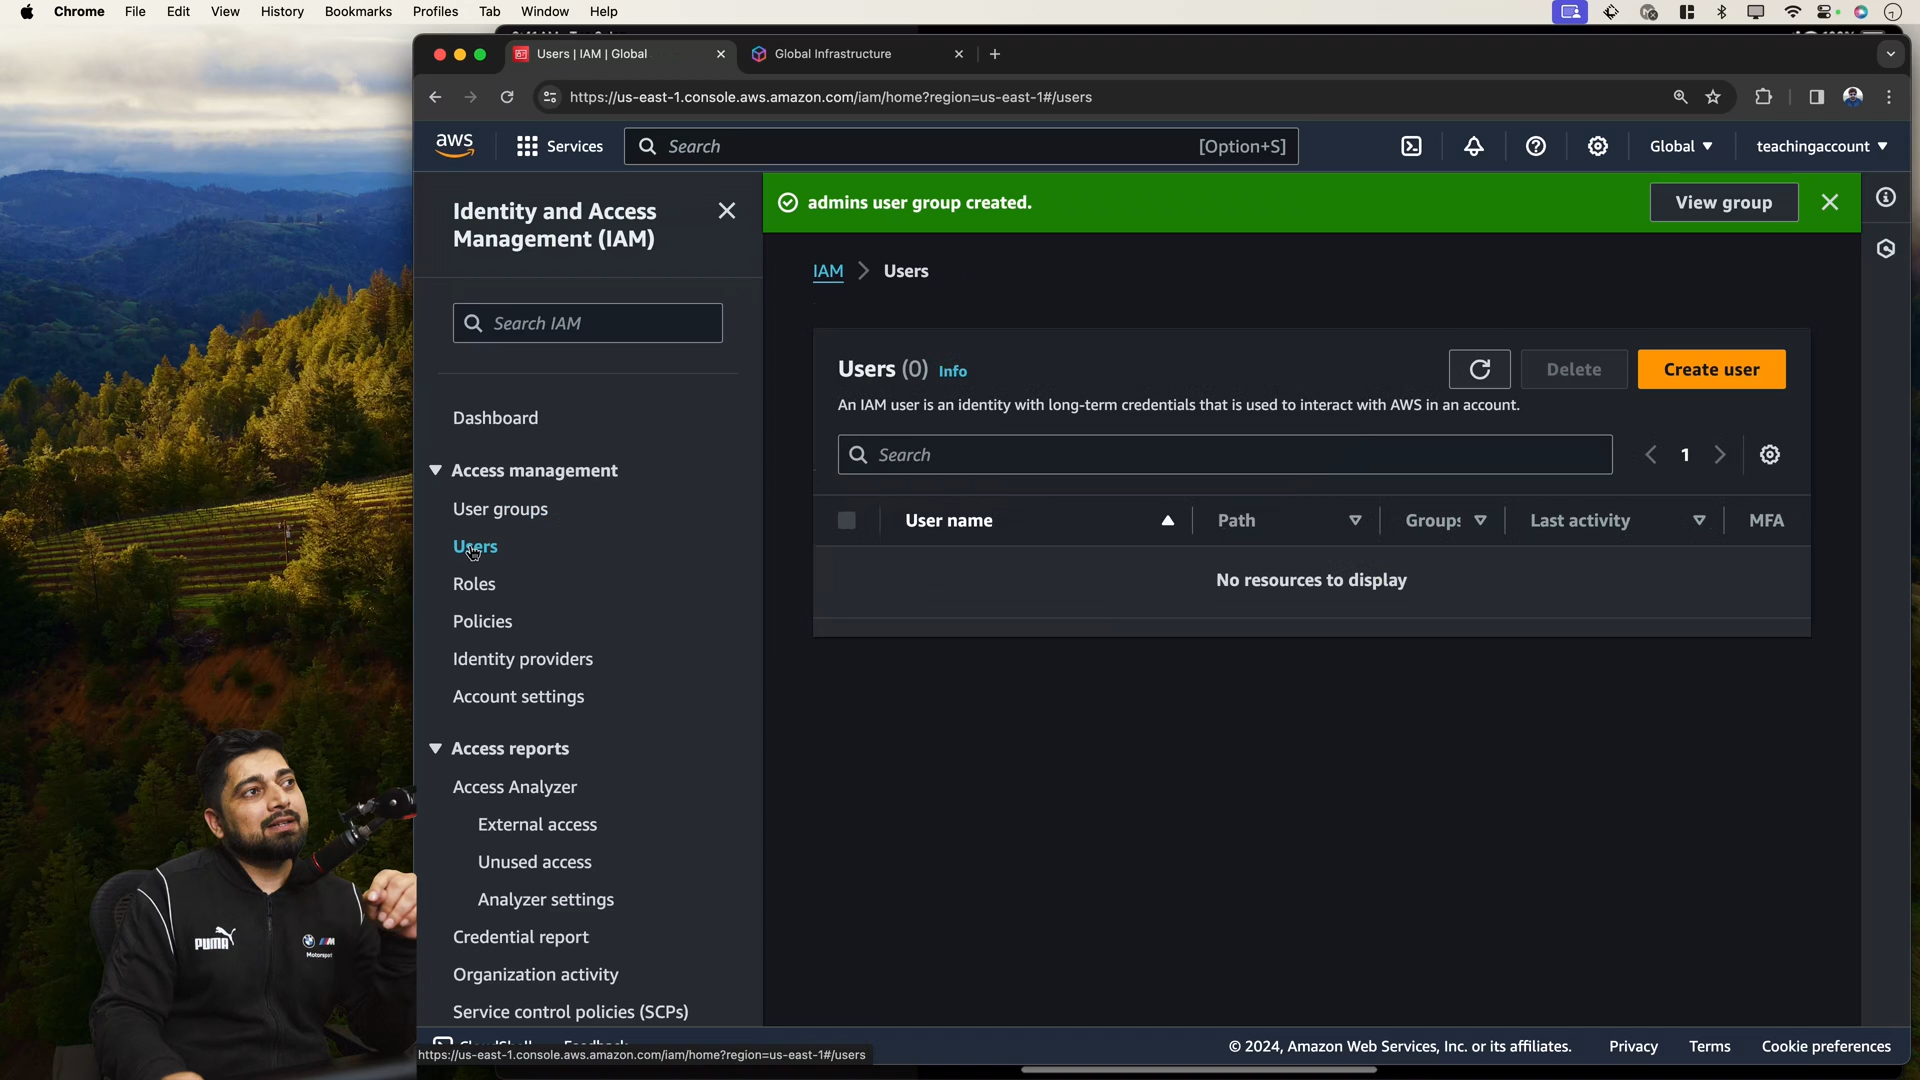 Chrome File Edit View History Bookmarks Profiles Tab Window Help
Users | IAM | Global
Global Infrastructure
https://us-east-1.console.aws.amazon.com/iam/home?region=us-east-1#/users
aws
Services
Search
[Option+S]
Global
teachingaccount
Identity and Access
Management (IAM)
Search IAM
Dashboard
Access management
User groups
Users
Roles
Policies
Identity providers
Account settings
Access reports
Access Analyzer
External access
Unused access
Analyzer settings
Credential report
Organization activity
Service control policies (SCPs)
admins user group created.
View group
IAM > Users
Users (0) Info
Delete
Create user
An IAM user is an identity with long-term credentials that is used to interact with AWS in an account.
Search
1
User name Path Groups Last activity MFA
No resources to display
PUMA
Motorsport
https://us-east-1.console.aws.amazon.com/iam/home?region=us-east-1#/users
© 2024, Amazon Web Services, Inc. or its affiliates. Privacy Terms Cookie preferences